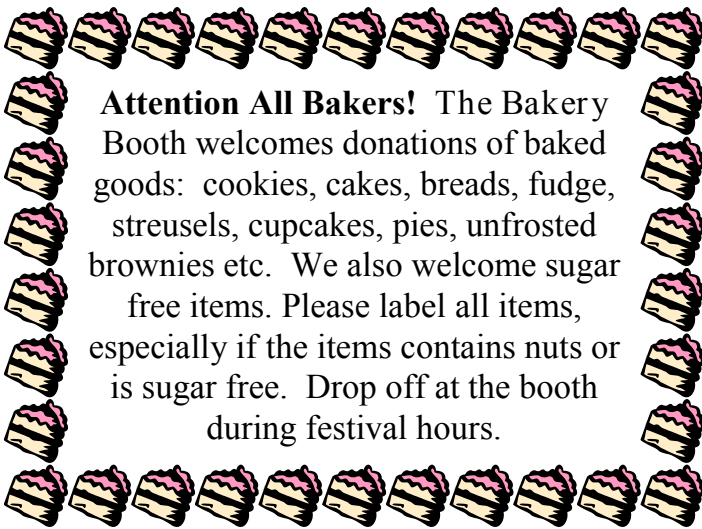 Attention All Bakers!  The Bakery
Booth welcomes donations of baked
goods:  cookies, cakes, breads, fudge,
streusels, cupcakes, pies, unfrosted
brownies etc.  We also welcome sugar
free items. Please label all items,
especially if the items contains nuts or
is sugar free.  Drop off at the booth
during festival hours.